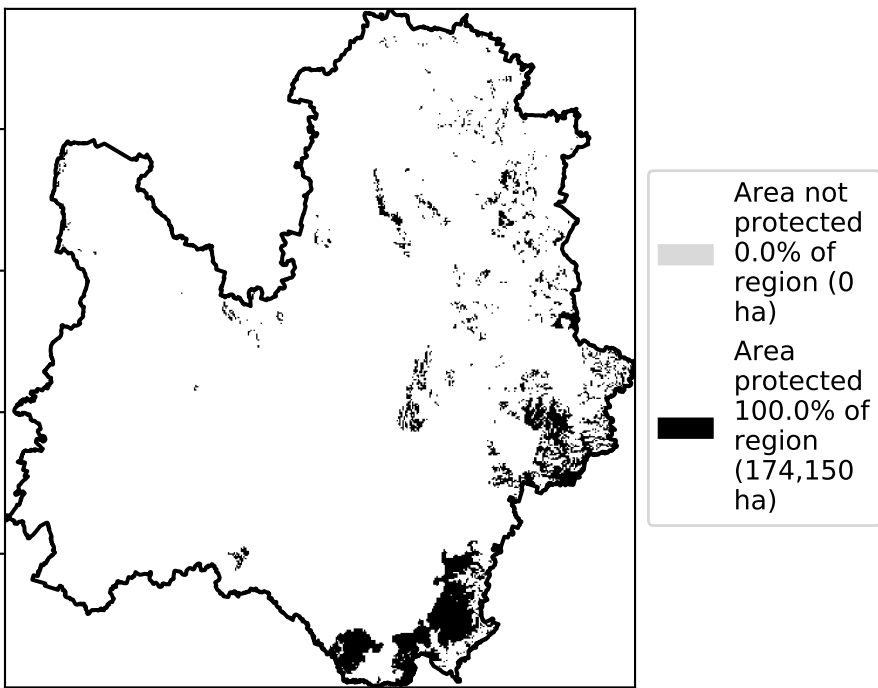 Area not
protected
0.0% of
region (0
ha)
Area
protected
100.0% of
region
(174,150
ha)